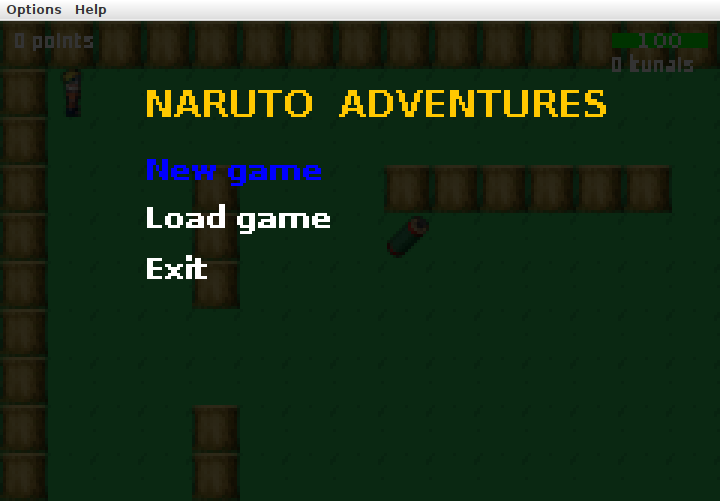 Options Help
0 points
100
0 kunais
NARUTO ADVENTURES
New game
Load game
Exit